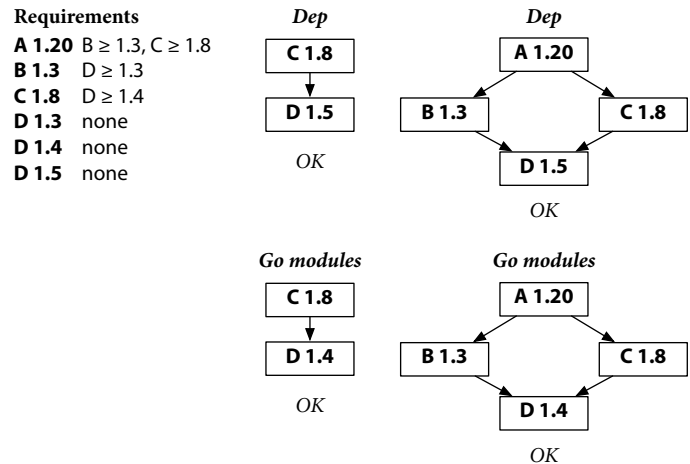 Requirements
A 1.20 B ≥ 1.3, C ≥ 1.8
B 1.3 D ≥ 1.3
C 1.8 D ≥ 1.4
D 1.3 none
D 1.4 none
D 1.5 none
Dep
C 1.8
D 1.5
OK
Dep
A 1.20
B 1.3 C 1.8
D 1.5
OK
Go modules
C 1.8
D 1.4
OK
Go modules
A 1.20
B 1.3 C 1.8
D 1.4
OK